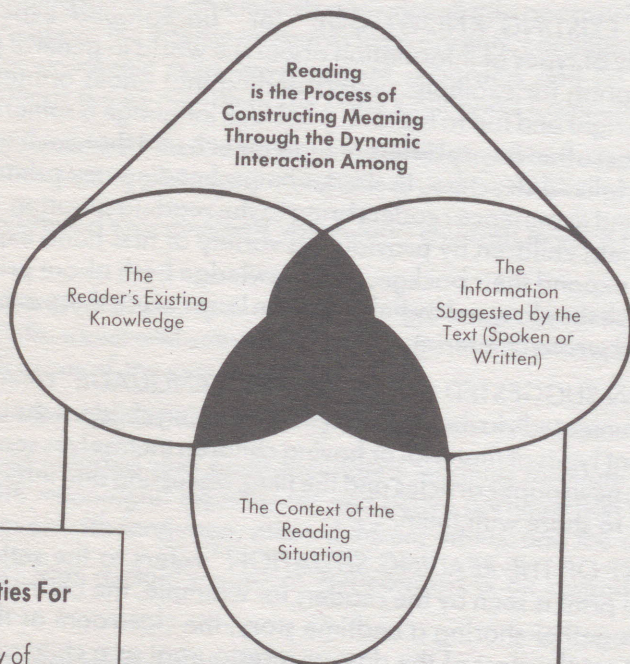 Reading
is the Process of
Constructing Meaning
Through the Dynamic
Interaction Among
The
Reader's Existing
Knowledge
The
Information
Suggested by the
Text (Spoken or
Written)
The Context of the
Reading
Situation
ties For
of